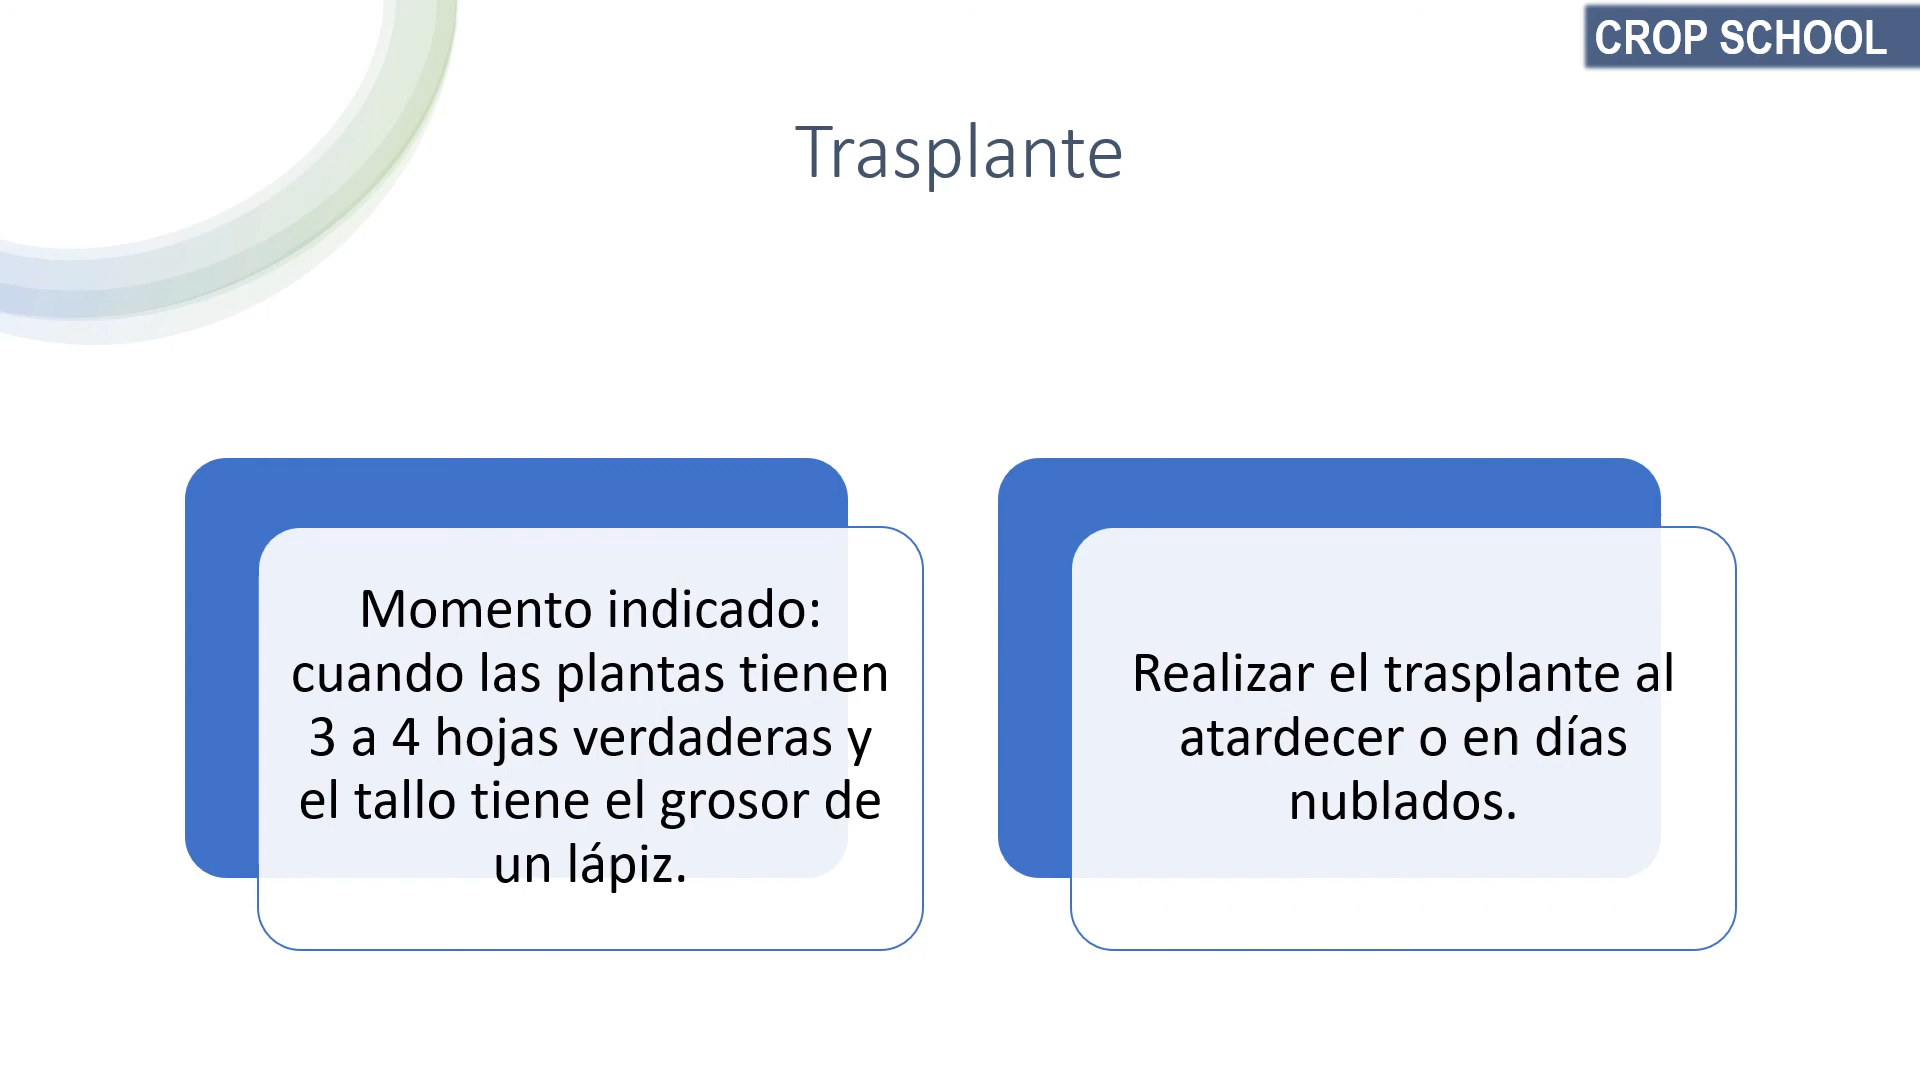 CROP SCHOOL
Trasplante
Momento indicado:
cuando las plantas tienen
3 a 4 hojas verdaderas y
el tallo tiene el grosor de
un lápiz.
Realizar el trasplante al
atardecer o en días
nublados.